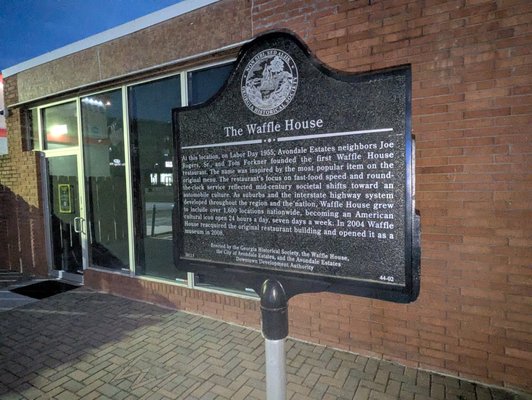 The Waffle House
At this location, on Labor Day 1955, Avondale Estates neighbors Joe
Rogers, Sr., and Tom Forkner founded the first Waffle House
restaurant. The name was inspired by the most popular item on the
original menu. The restaurant's focus on fast-food speed and round-
the-clock service reflected mid-century societal shifts toward an
automobile culture. As suburbs and the interstate highway system
developed throughout the region and the nation, Waffle House grew
to include over 1,600 locations nationwide, becoming an American
cultural icon open 24 hours a day, seven days a week. In 2004 Waffle
House reacquired the original restaurant building and opened it as a
museum in 2008.
Erected by the Georgia Historical Society, the Waffle House,
the City of Avondale Estates, and the Avondale Estates
Downtown Development Authority
44-02